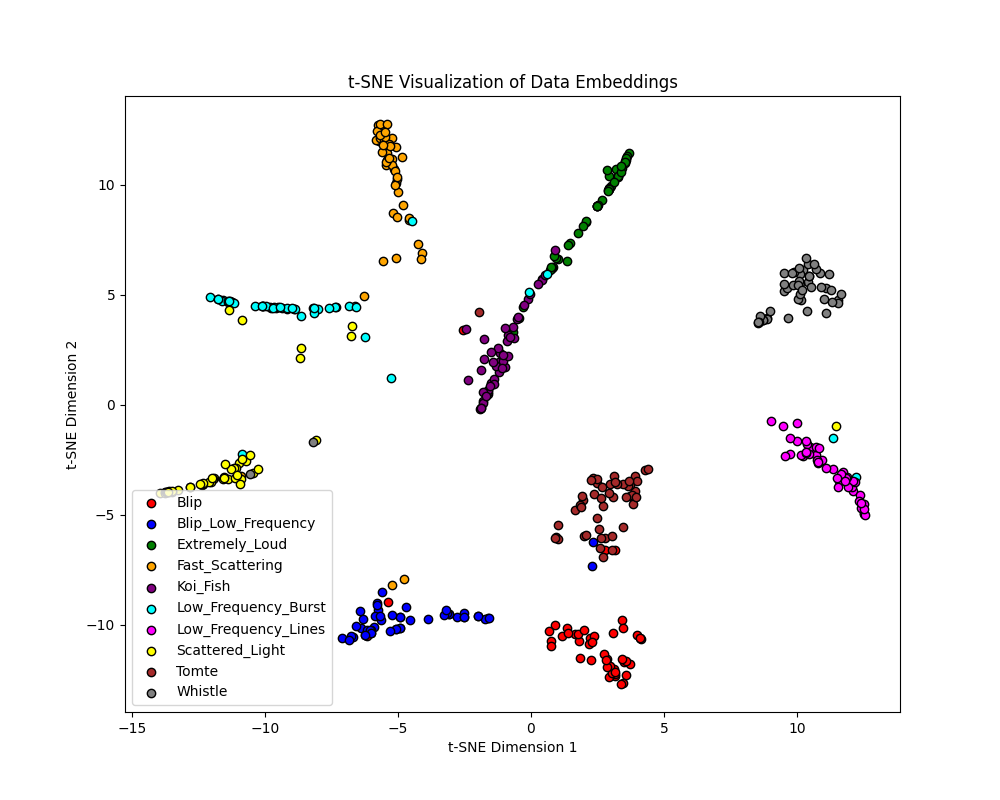 t-SNE Visualization of Data Embeddings
t-SNE Dimension 2
10
5
0
−5
−10
Blip
Blip_Low_Frequency
Extremely_Loud
Fast_Scattering
Koi_Fish
Low_Frequency_Burst
Low_Frequency_Lines
Scattered_Light
Tomte
Whistle
−15
−10
−5
0
5
10
t-SNE Dimension 1